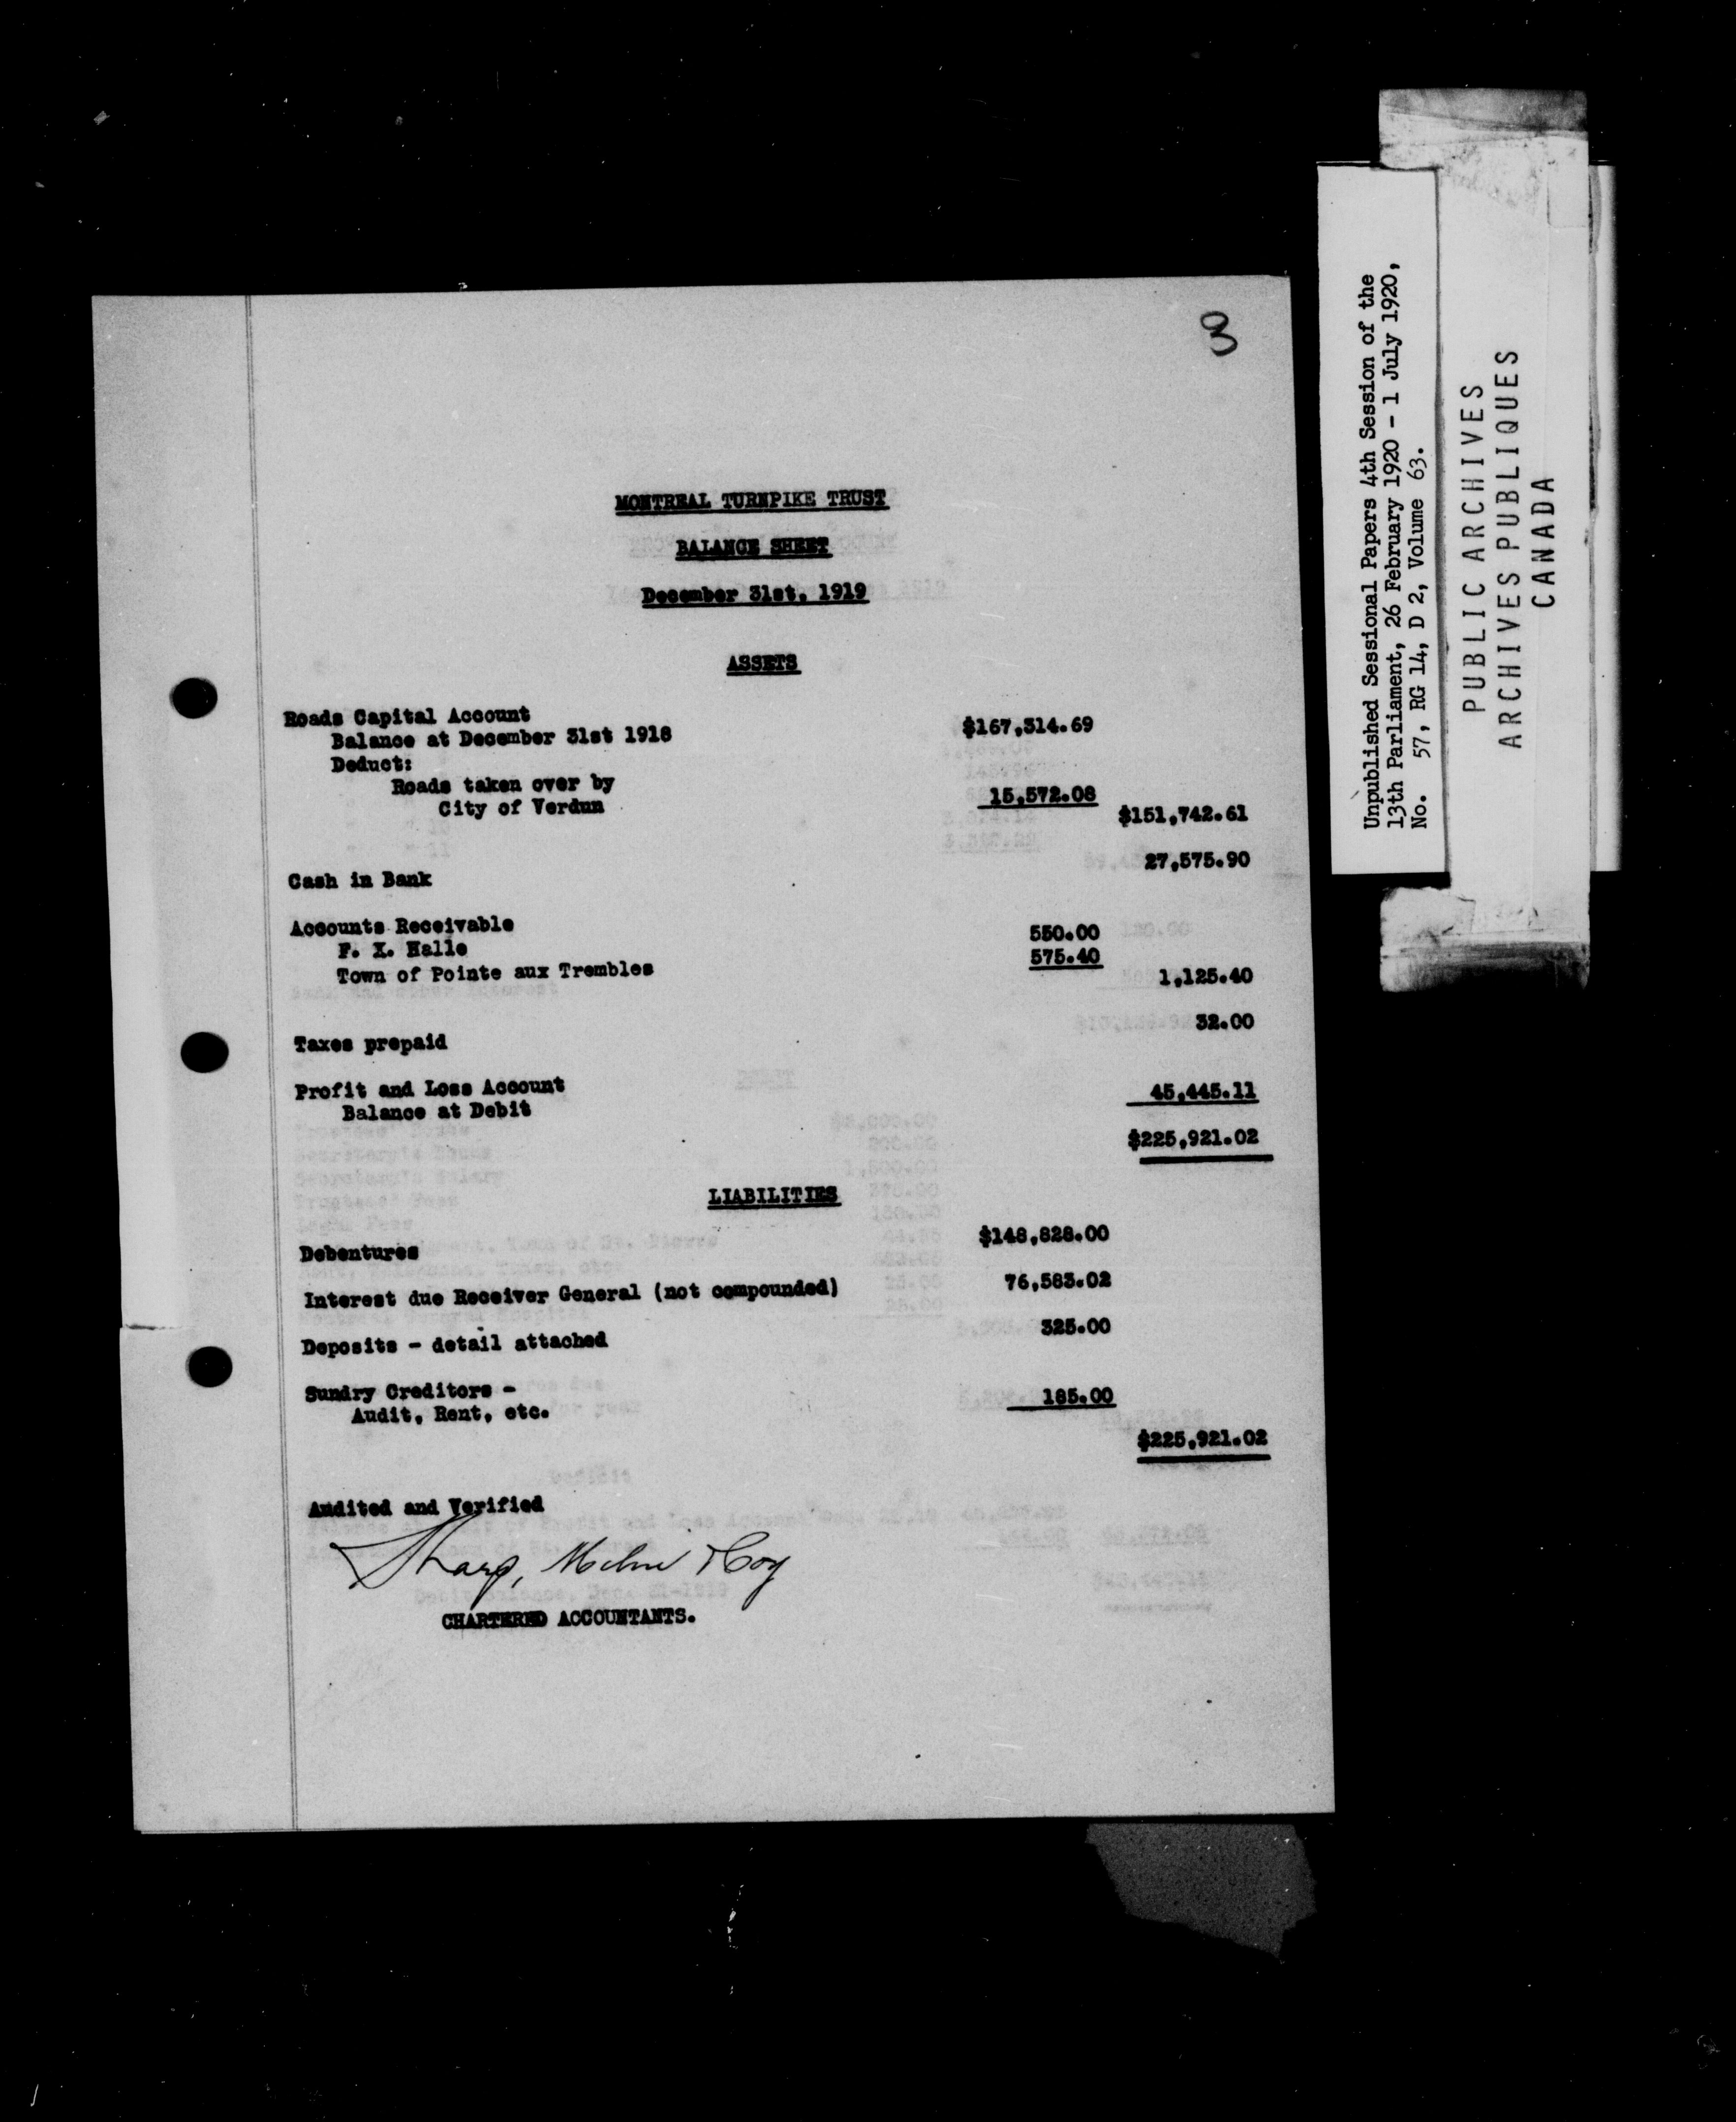 3
MONTREAL TURNPIKE TRUST
BALANCE SHEET
December 31st, 1919
ASSETS
Roads Capital Account
Balance at December 31st 1918 $167,314.69
Deduct:
Roads taken over by
City of Verdun 15,572.08 $151,742.61
Cash in Bank 27,575.90
Accounts Receivable
F. X. Halle 550.00
Town of Pointe aux Trembles 575.40 1,125.40
Taxes prepaid 32.00
Profit and Loss Account
Balance at Debit 45,445.11
$225,921.02
LIABILITIES
Debentures $148,828.00
Interest due Receiver General (not compounded) 76,583.02
Deposits - detail attached 325.00
Sundry Creditors -
Audit, Rent, etc. 185.00
$225,921.02
Audited and Verified
Sharp, Milne & Coy
CHARTERED ACCOUNTANTS.
Unpublished Sessional Papers 4th Session of the
13th Parliament, 26 February 1920 - 1 July 1920,
No. 57, RG 14, D 2, Volume 63.
PUBLIC ARCHIVES
ARCHIVES PUBLIQUES
CANADA